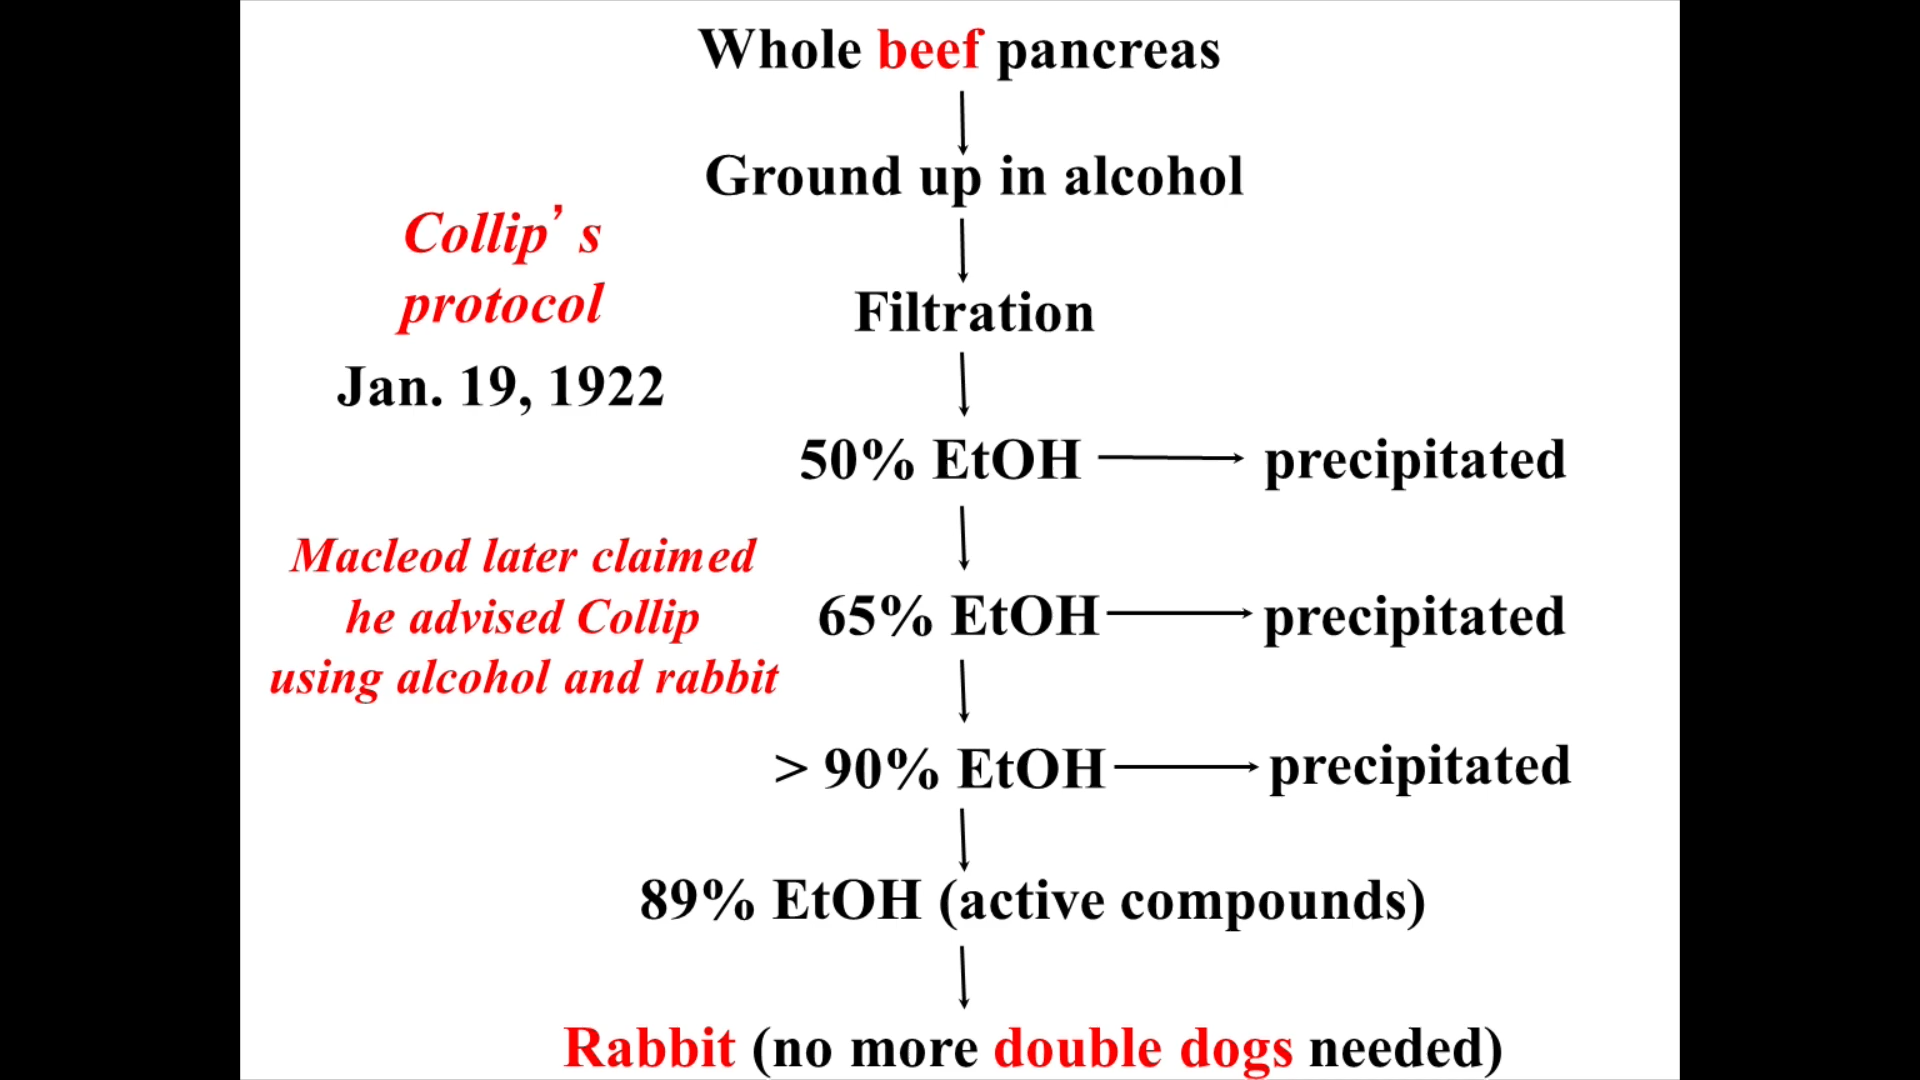 Whole beef pancreas
Ground up in alcohol
Collip’s
protocol
Jan. 19, 1922
Filtration
50% EtOH precipitated
Macleod later claimed
he advised Collip
using alcohol and rabbit
65% EtOH precipitated
> 90% EtOH precipitated
89% EtOH (active compounds)
Rabbit (no more double dogs needed)